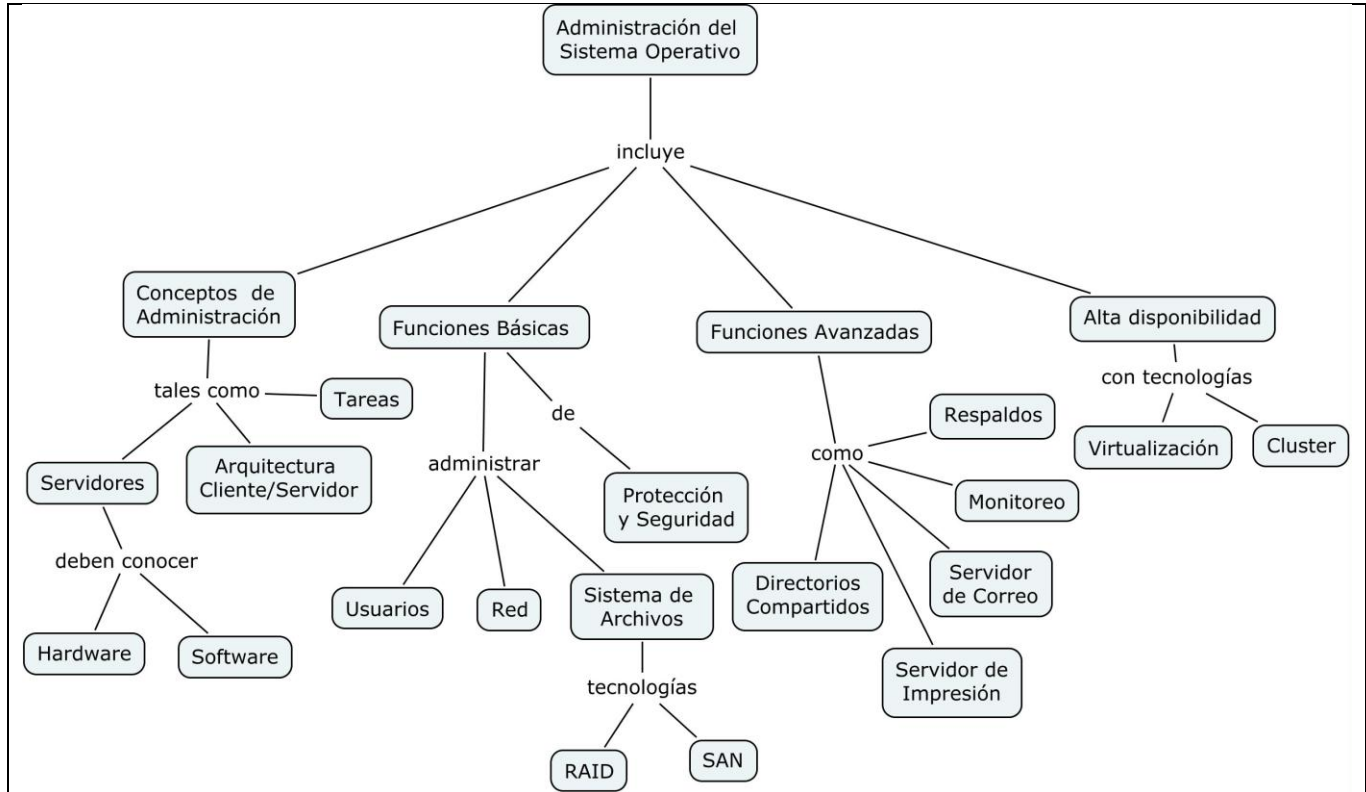 Administración del
Sistema Operativo
incluye
Conceptos de
Administración
Funciones Básicas
Funciones Avanzadas
Alta disponibilidad
tales como
Tareas
Servidores
Arquitectura
Cliente/Servidor
deben conocer
Hardware
Software
administrar
de
Protección
y Seguridad
Usuarios
Red
Sistema de
Archivos
tecnologías
RAID
SAN
como
Respaldos
Monitoreo
Servidor
de Correo
Directorios
Compartidos
Servidor de
Impresión
con tecnologías
Virtualización
Cluster